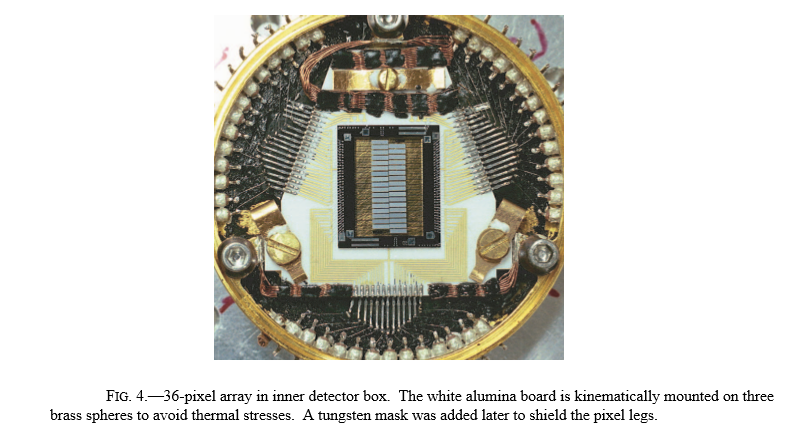 FIG. 4.—36-pixel array in inner detector box. The white alumina board is kinematically mounted on three
brass spheres to avoid thermal stresses. A tungsten mask was added later to shield the pixel legs.